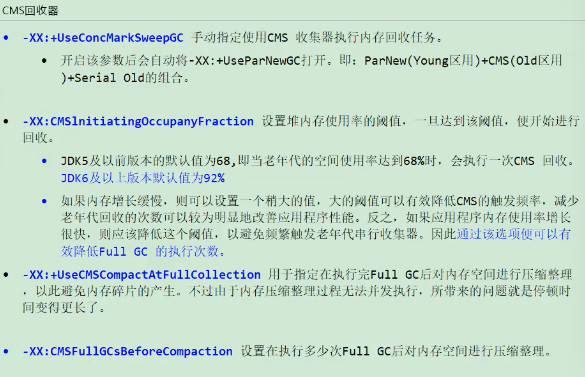 CMS回收器
-XX:+UseConcMarkSweepGC 手动指定使用CMS 收集器执行内存回收任务。
开启该参数后会自动将-XX:+UseParNewGC打开。即: ParNew(Young区用)+CMS(Old区用
)+Serial Old的组合。
-XX:CMSlnitiatingOccupanyFraction 设置堆内存使用率的阈值，一旦达到该阈值，便开始进行
回收。
JDK5及以前版本的默认值为68,即当老年代的空间使用率达到68%时，会执行一次CMS 回收。
JDK6及以上版本默认值为92%
如果内存增长缓慢，则可以设置一个稍大的值，大的阈值可以有效降低CMS的触发频率，减少
老年代回收的次数可以较为明显地改善应用程序性能。反之，如果应用程序内存使用率增长
很快，则应该降低这个阈值，以避免频繁触发老年代串行收集器。因此通过该选项便可以有
效降低Full GC 的执行次数。
-XX:+UseCMSCompactAtFullCollection 用于指定在执行完Full GC后对内存空间进行压缩整理
，以此避免内存碎片的产生。不过由于内存压缩整理过程无法并发执行，所带来的问题就是停顿时
间变得更长了。
-XX:CMSFullGCsBeforeCompaction 设置在执行多少次Full GC后对内存空间进行压缩整理。